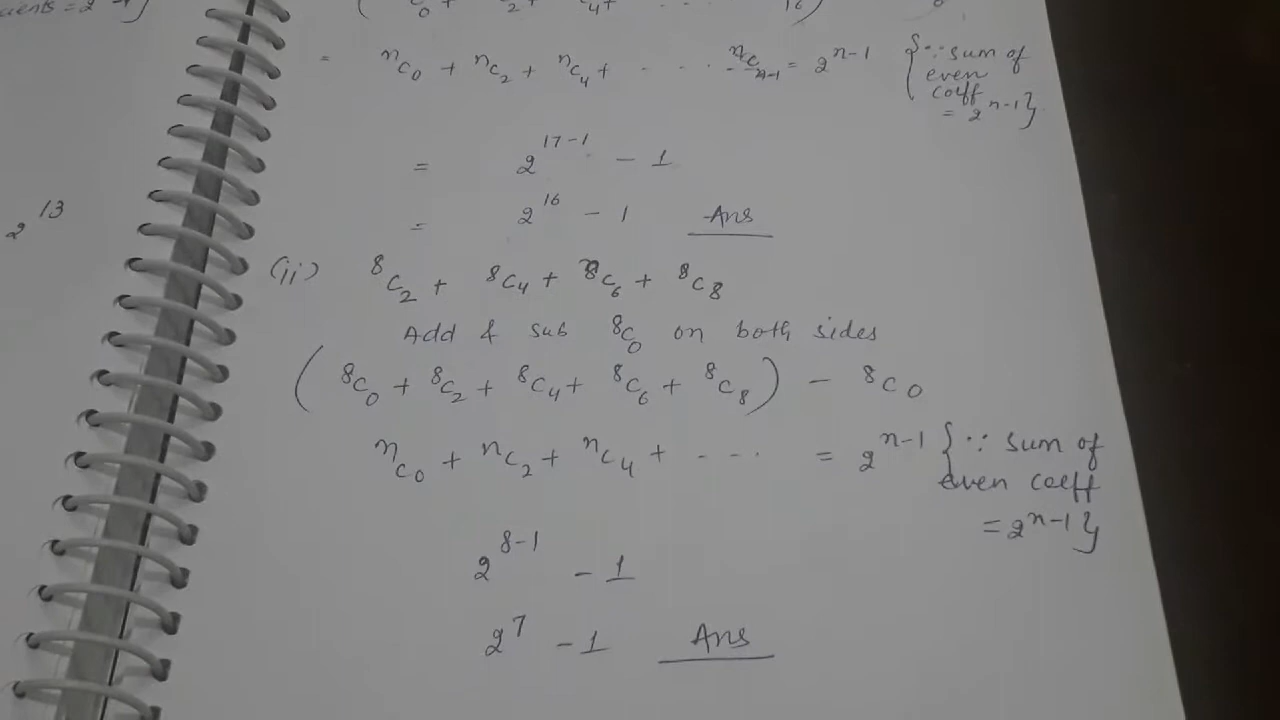 = ⁿC₀ + ⁿC₂ + ⁿC₄ + . . . . ⁿCₙ₋₁ = 2ⁿ⁻¹ {∵ sum of
even
coeff
= 2ⁿ⁻¹}
= 2¹⁷⁻¹ - 1
2¹³
= 2¹⁶ - 1 Ans
(ii) ⁸C₂ + ⁸C₄ + ⁸C₆ + ⁸C₈
Add & sub ⁸C₀ on both sides
(⁸C₀ + ⁸C₂ + ⁸C₄ + ⁸C₆ + ⁸C₈) - ⁸C₀
ⁿC₀ + ⁿC₂ + ⁿC₄ + - - - = 2ⁿ⁻¹ {∵ sum of
even coeff
= 2ⁿ⁻¹}
2⁸⁻¹ - 1
2⁷ - 1 Ans